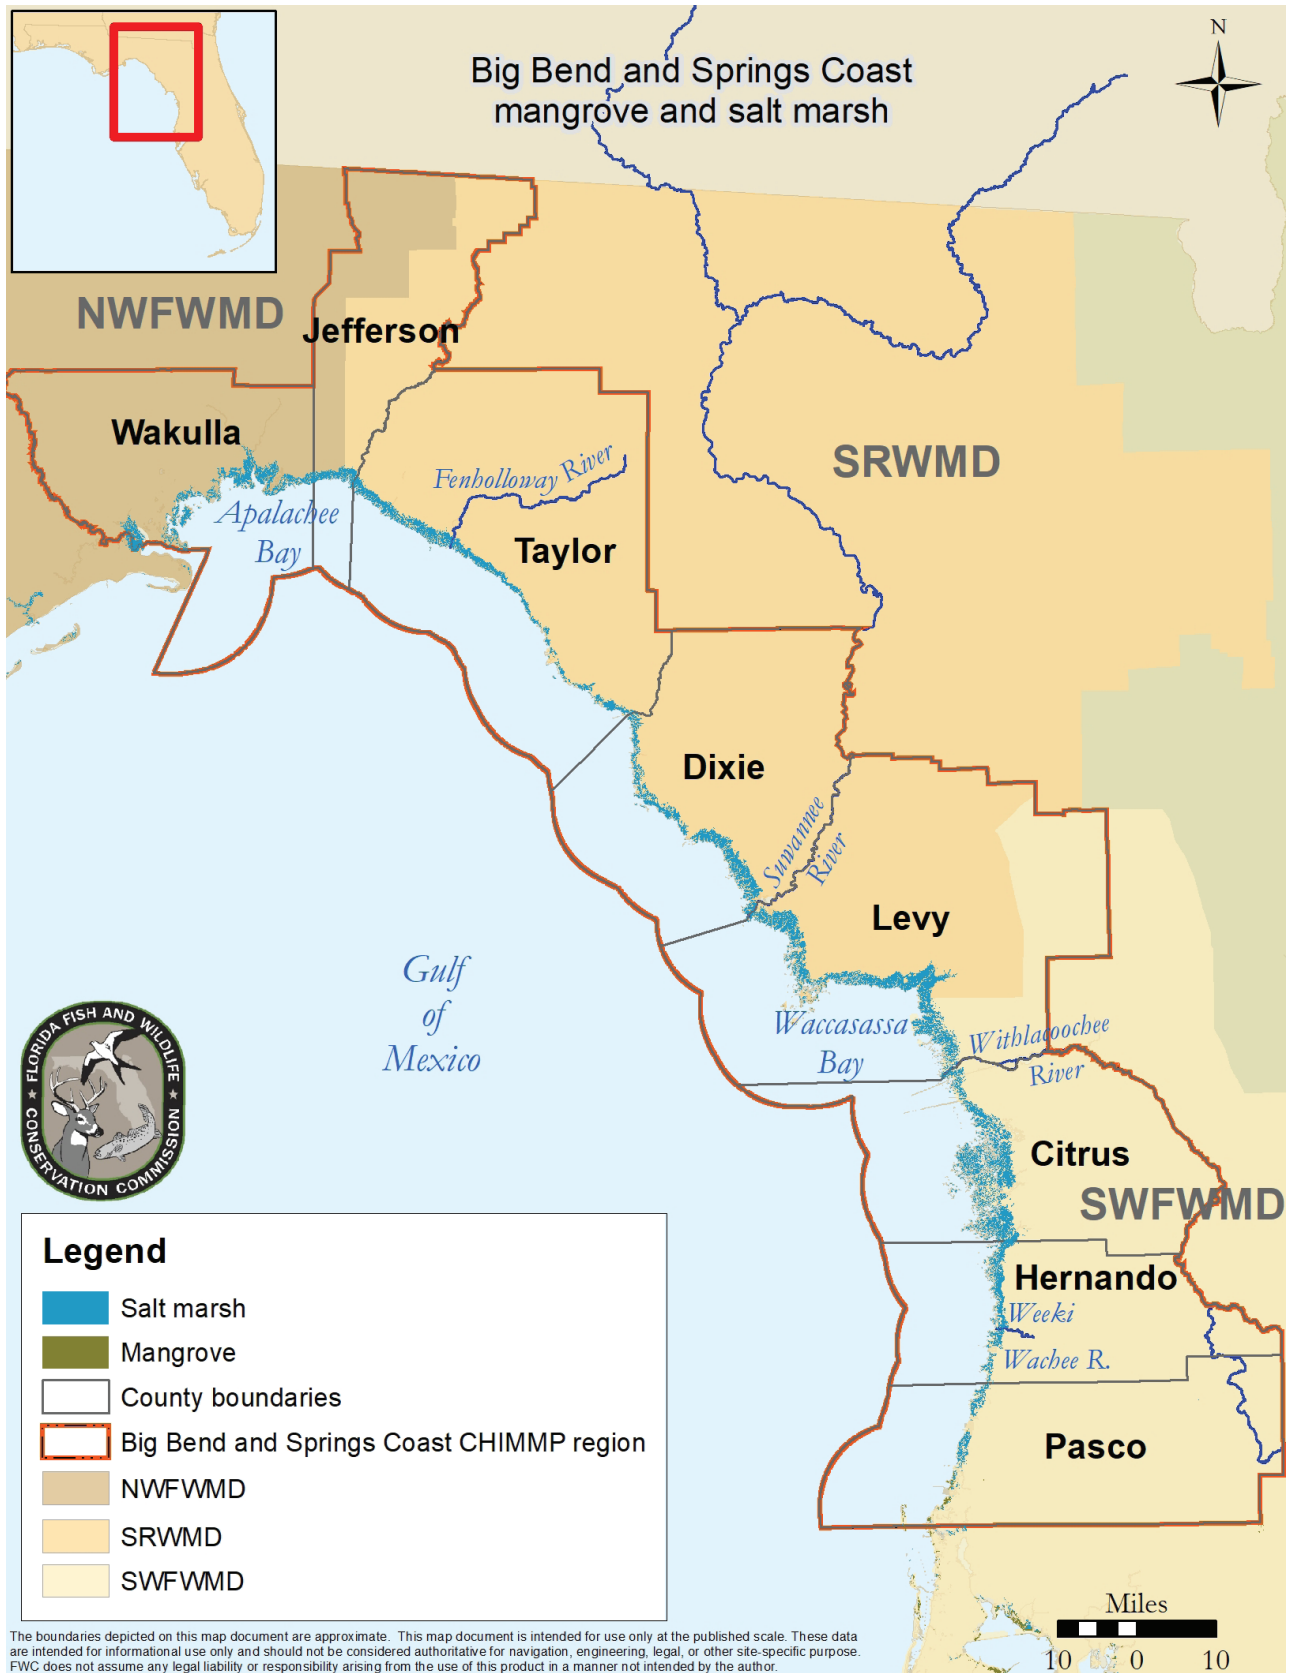 Big Bend and Springs Coast
mangrove and salt marsh
N
NWFWMD
Jefferson
Wakulla
SRWMD
Fenholloway River
Apalachee
Bay
Taylor
Dixie
Suwannee
River
Levy
Gulf
of
Mexico
Waccasassa
Bay
Withlacoochee
River
FLORIDA FISH AND WILDLIFE
CONSERVATION COMMISSION
Citrus
SWFWMD
Hernando
Weeki
Wachee R.
Pasco
Legend
Salt marsh
Mangrove
County boundaries
Big Bend and Springs Coast CHIMMP region
NWFWMD
SRWMD
SWFWMD
Miles
10 0 10
The boundaries depicted on this map document are approximate. This map document is intended for use only at the published scale. These data
are intended for informational use only and should not be considered authoritative for navigation, engineering, legal, or other site-specific purpose.
FWC does not assume any legal liability or responsibility arising from the use of this product in a manner not intended by the author.